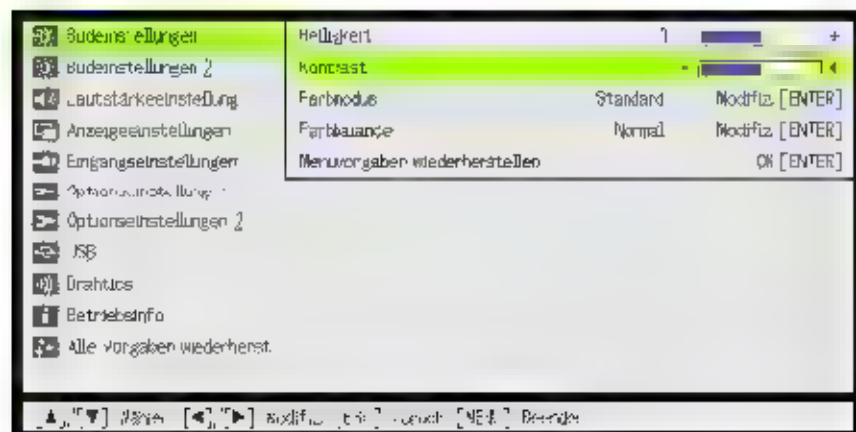 Bildeinstellungen
Helligkeit
+
Kontrast
Bildeinstellungen 2
Lautstärkeeinstellung
Farbmodus Standard Modifiz. [ENTER]
Anzeigeeinstellungen
Farbbalance Normal Modifiz. [ENTER]
Eingangseinstellungen
Menüvorgaben wiederherstellen OK [ENTER]
Optionseinstellungen 2
USB
Drahtlos
Betriebsinfo
Alle Vorgaben wiederherst.
[▲],[▼] Wählen [◄],[►] Modifiz. Beenden